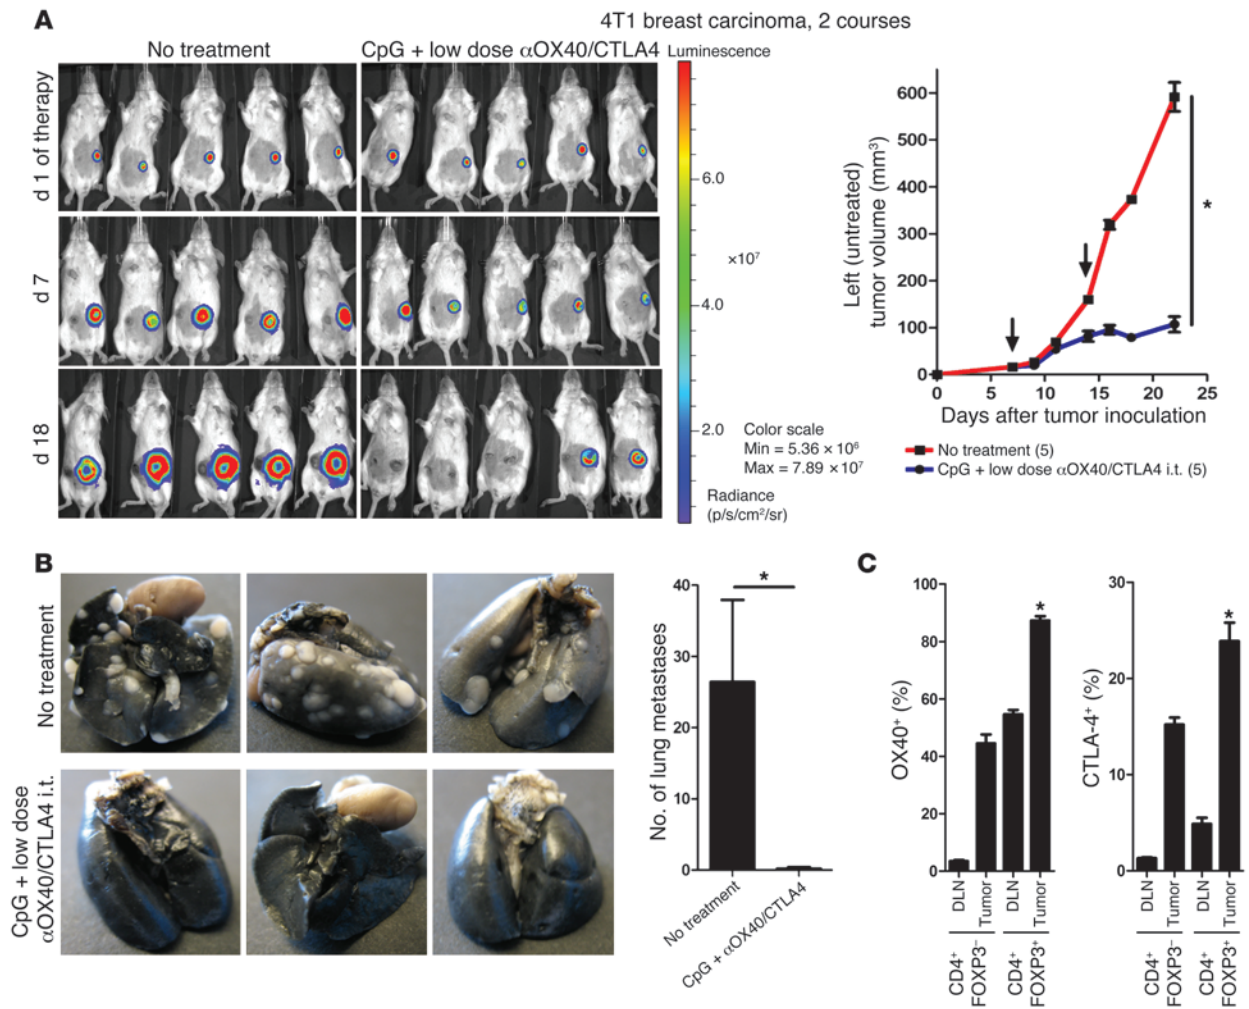 A
4T1 breast carcinoma, 2 courses
No treatment
CpG + low dose αOX40/CTLA4
Luminescence
d 1 of therapy
d 7
d 18
6.0
×10⁷
4.0
2.0
Color scale
Min = 5.36 × 10⁶
Max = 7.89 × 10⁷
Radiance
(p/s/cm²/sr)
Left (untreated)
tumor volume (mm³)
600
500
400
300
200
100
0
*
0 5 10 15 20 25
Days after tumor inoculation
No treatment (5)
CpG + low dose αOX40/CTLA4 i.t. (5)
B
No treatment
CpG + low dose
αOX40/CTLA4 i.t.
No. of lung metastases
40
30
20
10
0
*
No treatment
CpG + αOX40/CTLA4
C
OX40⁺ (%)
100
80
60
40
20
0
*
DLN
Tumor
DLN
Tumor
CD4⁺
FOXP3⁻
CD4⁺
FOXP3⁺
CTLA-4⁺ (%)
30
20
10
0
*
DLN
Tumor
DLN
Tumor
CD4⁺
FOXP3⁻
CD4⁺
FOXP3⁺